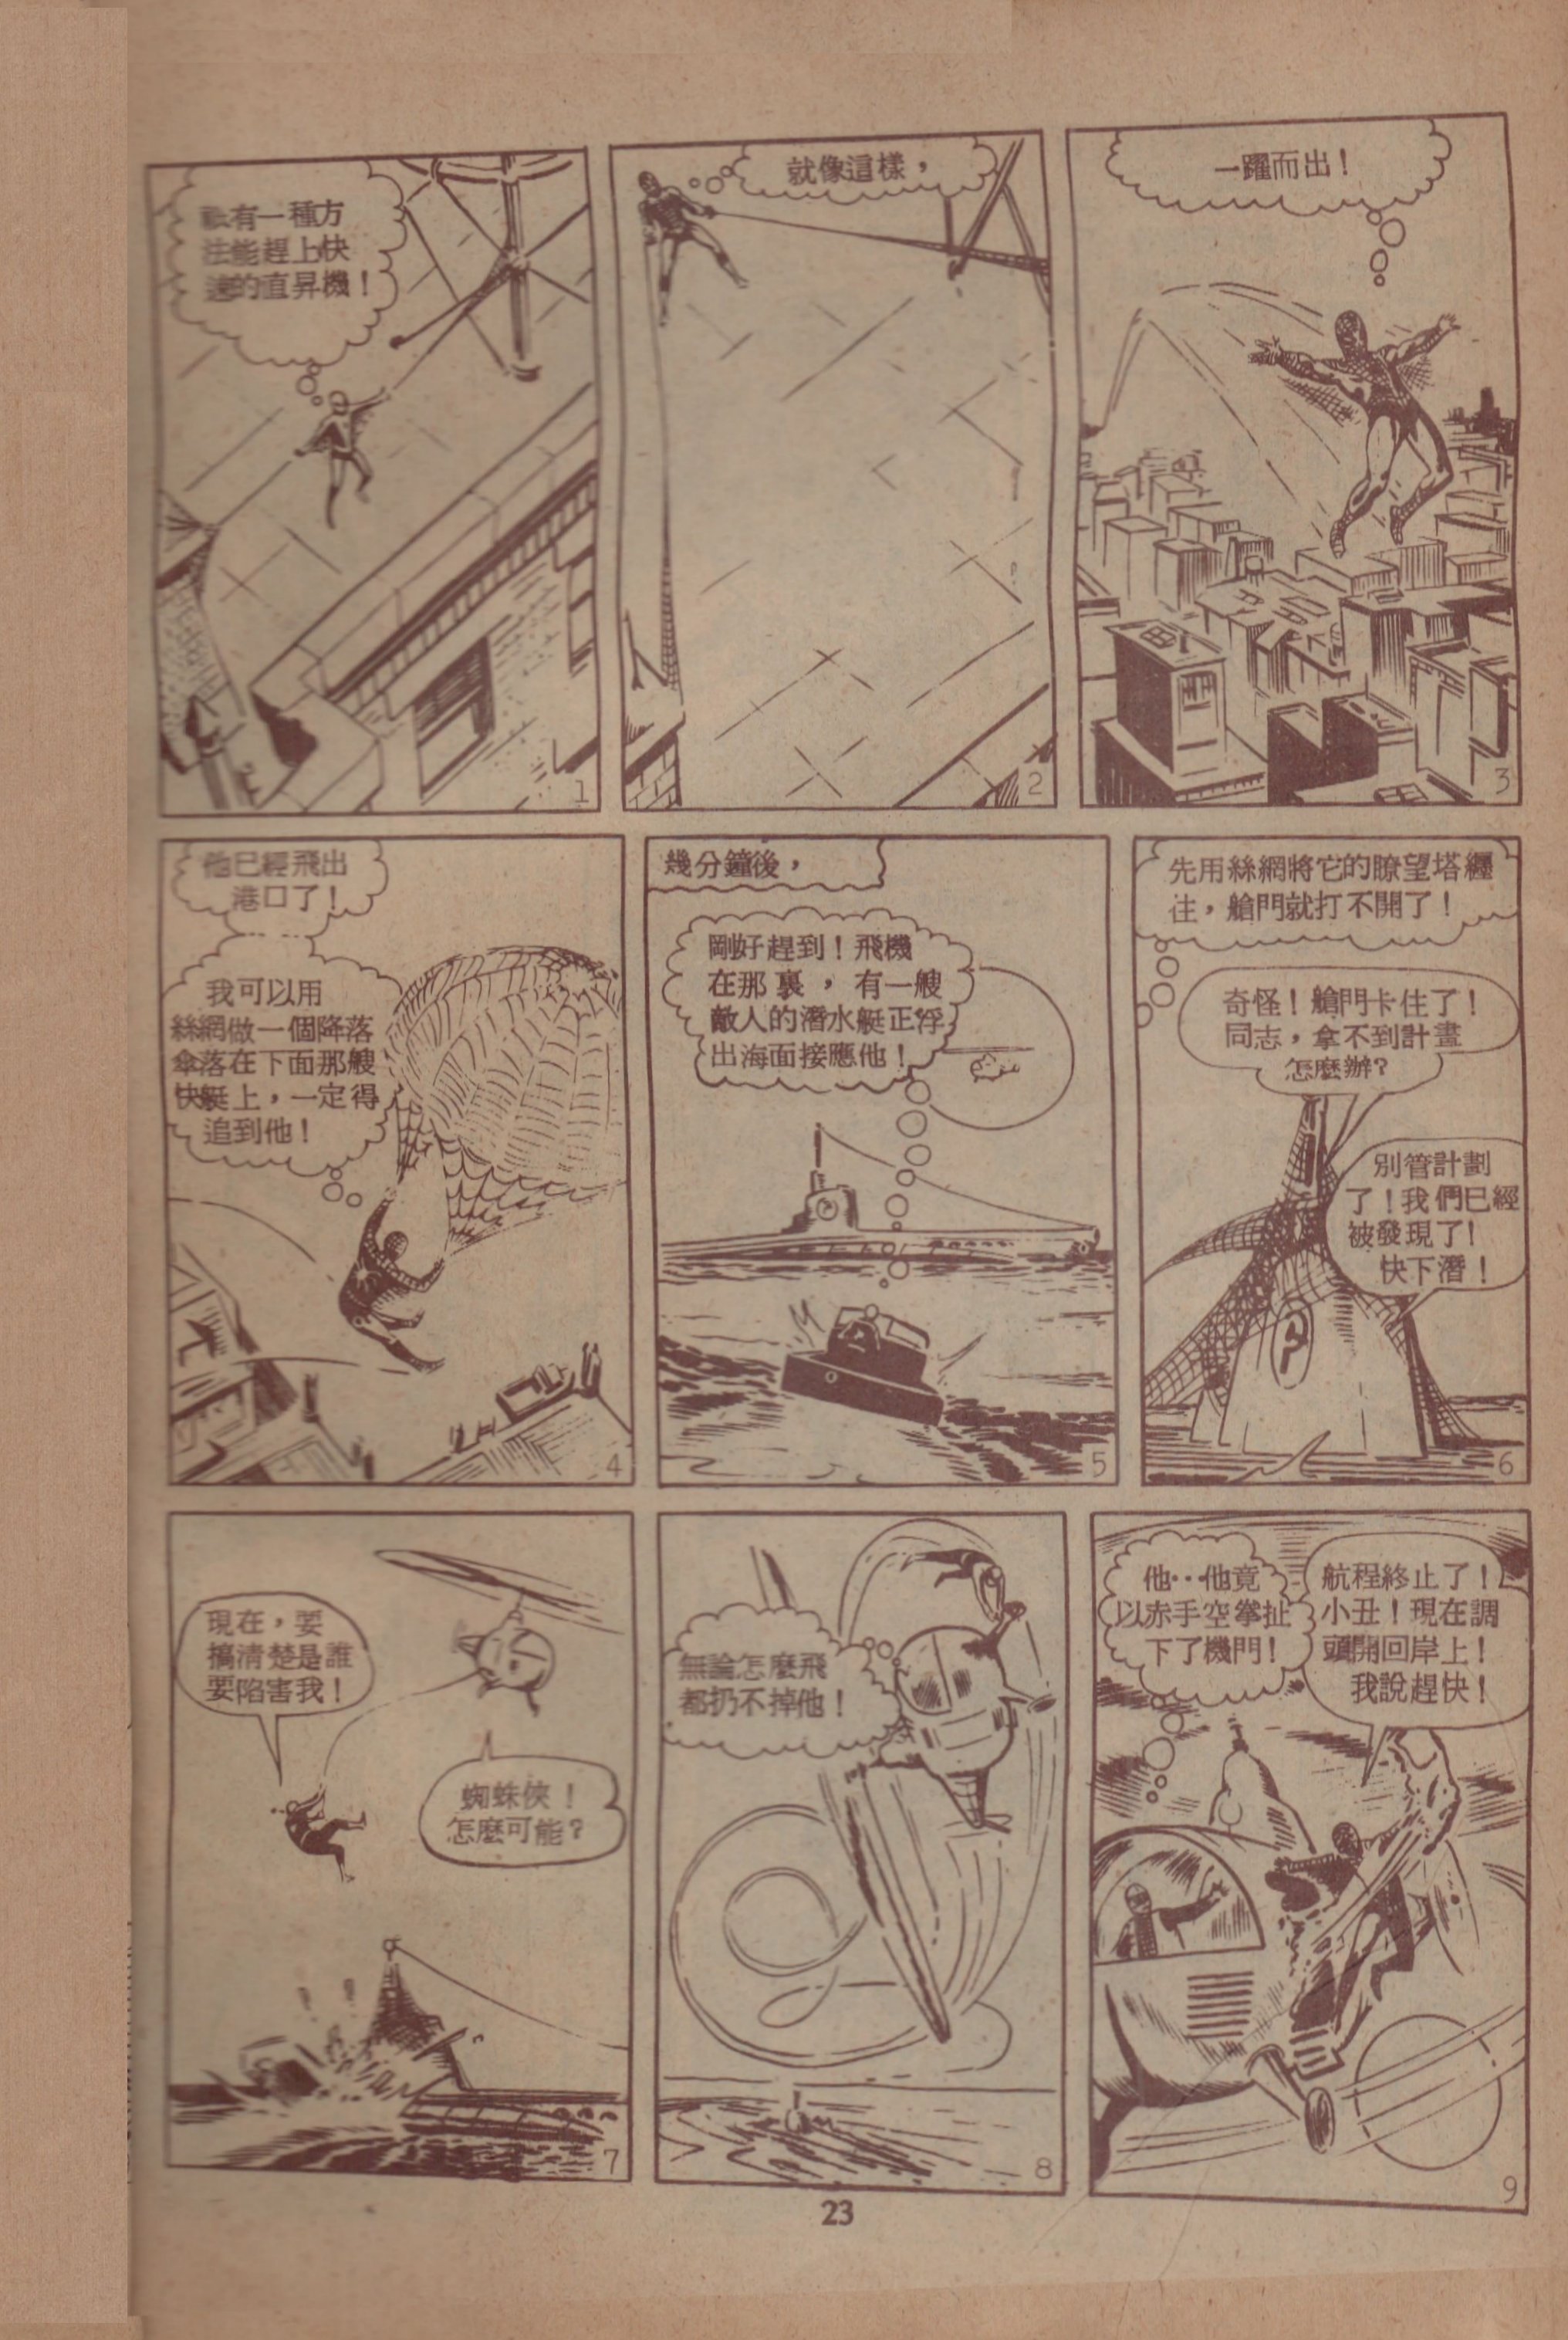 有一種方
法能趕上快
速的直昇機！
1
就像這樣，
2
一躍而出！
3
他已經飛出
港口了！
我可以用
絲網做一個降落
傘落在下面那艘
快艇上，一定得
追到他！
4
幾分鐘後，
剛好趕到！飛機
在那裏，有一艘
敵人的潛水艇正浮
出海面接應他！
5
先用絲網將它的瞭望塔纏
住，艙門就打不開了！
奇怪！艙門卡住了！
同志，拿不到計畫
怎麼辦？
別管計劃
了！我們已經
被發現了！
快下潛！
6
現在，要
搞清楚是誰
要陷害我！
蜘蛛俠！
怎麼可能？
7
無論怎麼飛
都扔不掉他！
8
他…他竟
以赤手空拳扯
下了機門！
航程終止了！
小丑！現在調
頭開回岸上！
我說趕快！
9
23